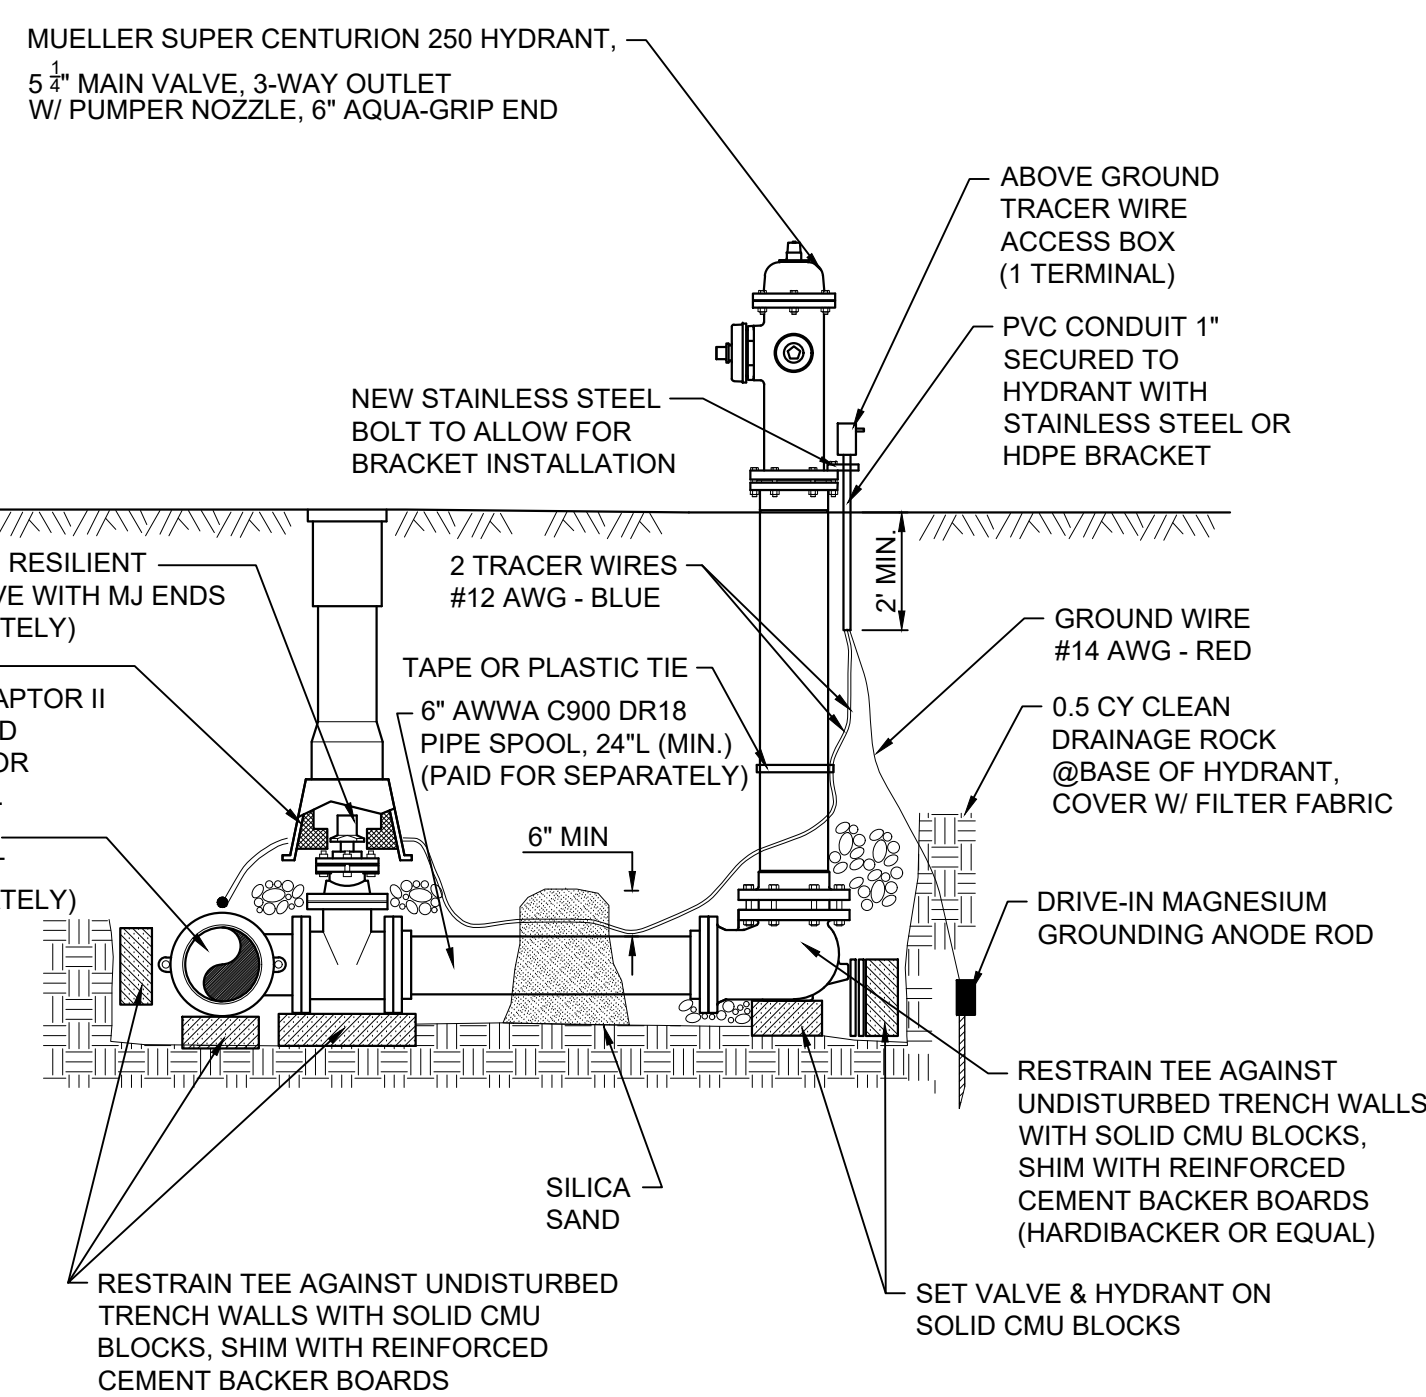 MUELLER SUPER CENTURION 250 HYDRANT,
5 1/4" MAIN VALVE, 3-WAY OUTLET
W/ PUMPER NOZZLE, 6" AQUA-GRIP END
ABOVE GROUND
TRACER WIRE
ACCESS BOX
(1 TERMINAL)
PVC CONDUIT 1"
SECURED TO
HYDRANT WITH
STAINLESS STEEL OR
HDPE BRACKET
NEW STAINLESS STEEL
BOLT TO ALLOW FOR
BRACKET INSTALLATION
RESILIENT
VE WITH MJ ENDS
TELY)
2 TRACER WIRES
#12 AWG - BLUE
2' MIN.
GROUND WIRE
#14 AWG - RED
TAPE OR PLASTIC TIE
6" AWWA C900 DR18
PIPE SPOOL, 24"L (MIN.)
(PAID FOR SEPARATELY)
APTOR II
D
OR
0.5 CY CLEAN
DRAINAGE ROCK
@BASE OF HYDRANT,
COVER W/ FILTER FABRIC
6" MIN
ATELY)
DRIVE-IN MAGNESIUM
GROUNDING ANODE ROD
RESTRAIN TEE AGAINST
UNDISTURBED TRENCH WALLS
WITH SOLID CMU BLOCKS,
SHIM WITH REINFORCED
CEMENT BACKER BOARDS
(HARDIBACKER OR EQUAL)
SILICA
SAND
RESTRAIN TEE AGAINST UNDISTURBED
TRENCH WALLS WITH SOLID CMU
BLOCKS, SHIM WITH REINFORCED
CEMENT BACKER BOARDS
SET VALVE & HYDRANT ON
SOLID CMU BLOCKS